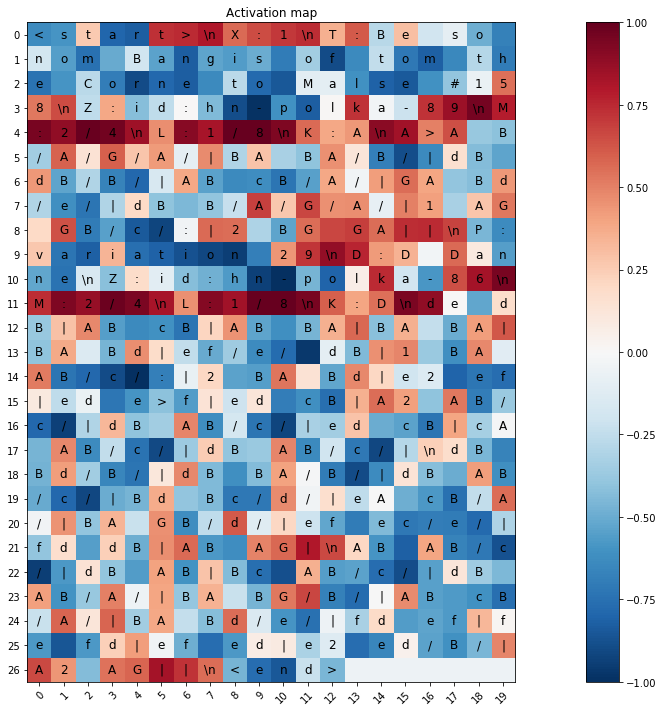 Activation map
0 < s t a r t > \n X : 1 \n T : B e   s o
1 n o m   B a n g i s   o f   t o m   t h
2 e   C o r n e   t o   M a l s e   # 1 5
3 8 \n Z : i d : h n - p o l k a - 8 9 \n M
4 : 2 / 4 \n L : 1 / 8 \n K : A \n A > A   B
5 / A / G / A / | B A   B A / B / | d B
6 d B / B / | A B   c B / A / | G A   B d
7 / e / | d B   B / A / G / A / | 1   A G
8   G B / c / : | 2   B G   G A | | \n P :
9 v a r i a t i o n   2 9 \n D : D   D a n
10 n e \n Z : i d : h n - p o l k a - 8 6 \n
11 M : 2 / 4 \n L : 1 / 8 \n K : D \n d e   d
12 B | A B   c B | A B   B A | B A   B A |
13 B A   B d | e f / e /   d B | 1   B A
14 A B / c / : | 2   B A   B d | e 2   e f
15 | e d   e > f | e d   c B | A 2   A B /
16 c / | d B   A B / c / | e d   c B | c A
17   A B / c / | d B   A B / c / | \n d B
18 B d / B / | d B   B A / B / | d B   A B
19 / c / | B d   B c / d / | e A   c B / A
20 / | B A   G B / d / | e f   e c / e / |
21 f d   d B | A B   A G | \n A B   A B / c
22 / | d B   A B | B c   A B / c / | d B
23 A B / A / | B A   B G / B / | A B   c B
24 / A / | B A   B d / e / | f d   e f | f
25 e   f d | e f   e d | e 2   e d / B / |
26 A 2   A G | | \n < e n d >
0 1 2 3 4 5 6 7 8 9 10 11 12 13 14 15 16 17 18 19
1.00
0.75
0.50
0.25
0.00
−0.25
−0.50
−0.75
−1.00